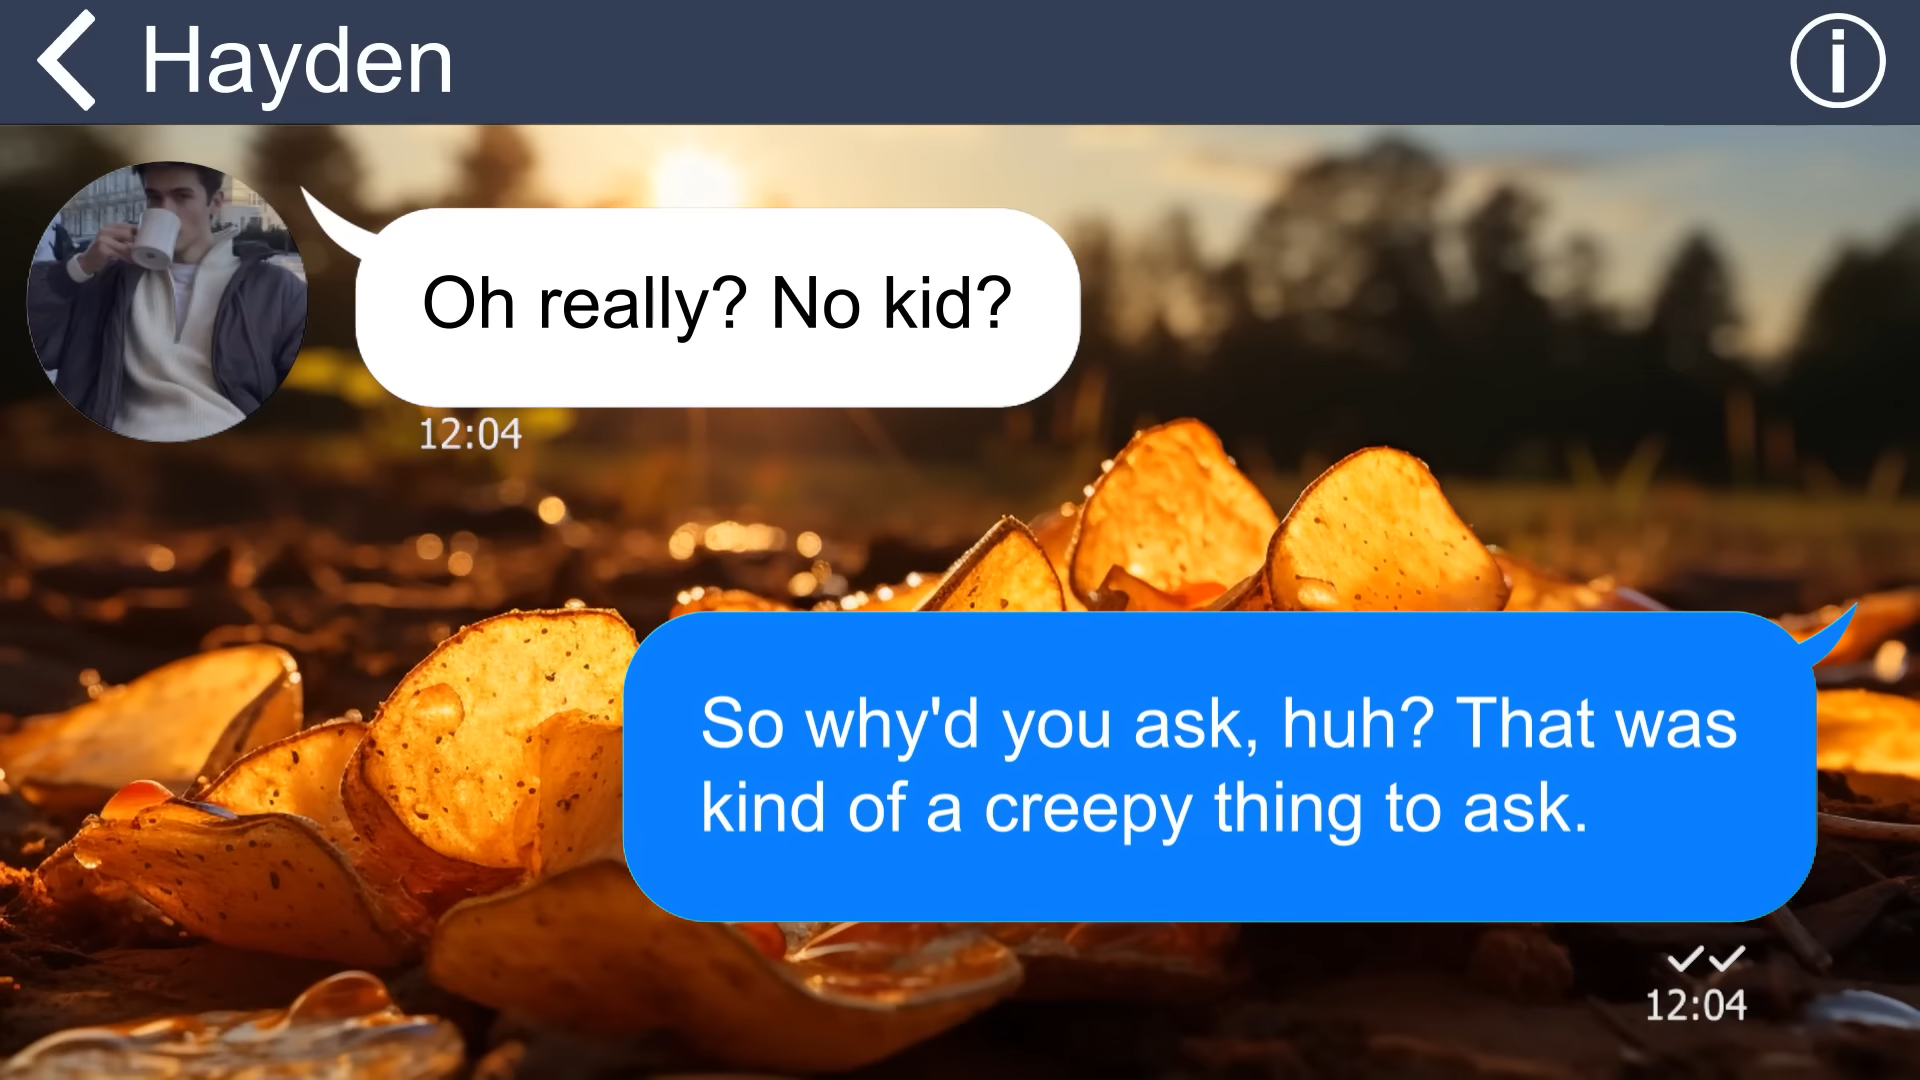 Hayden
Oh really? No kid?
12:04
So why'd you ask, huh? That was
kind of a creepy thing to ask.
12:04